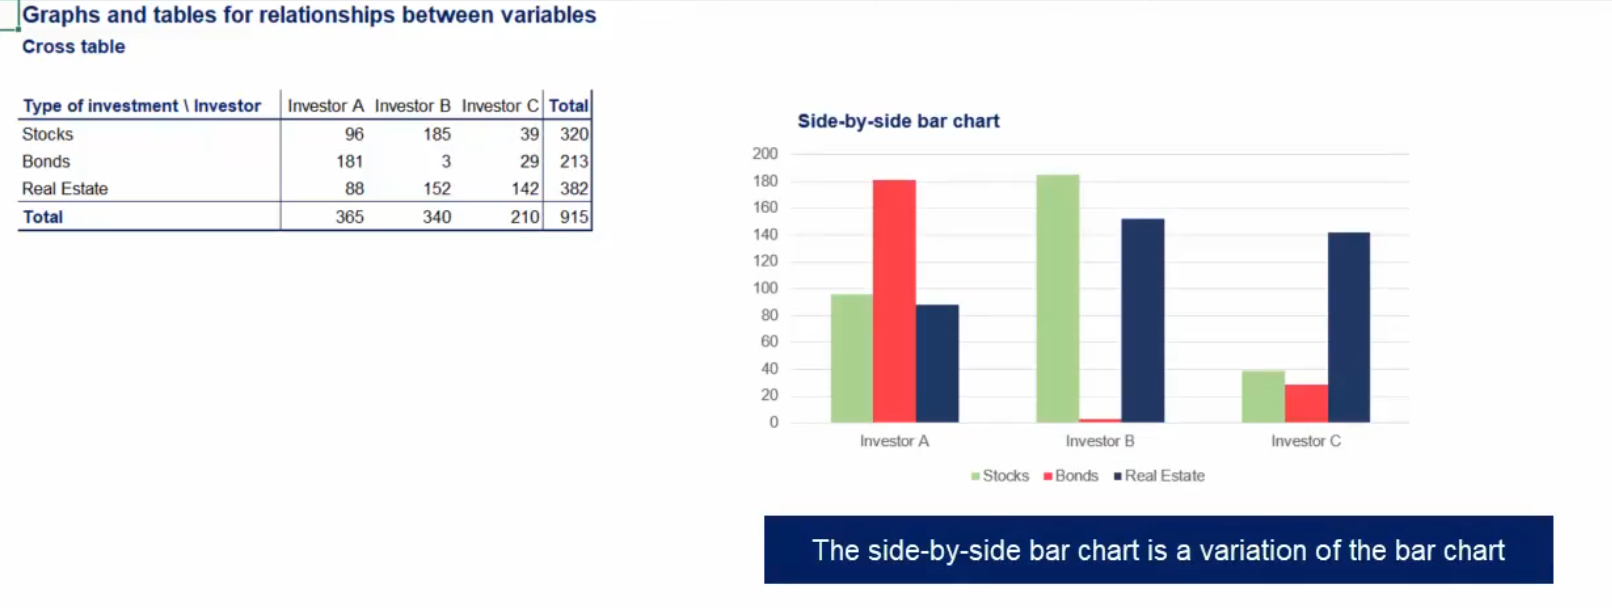 Graphs and tables for relationships between variables
Cross table
Type of investment \ Investor Investor A Investor B Investor C Total
Stocks 96 185 39 320
Bonds 181 3 29 213
Real Estate 88 152 142 382
Total 365 340 210 915
Side-by-side bar chart
200
180
160
140
120
100
80
60
40
20
0
Investor A Investor B Investor C
Stocks Bonds Real Estate
The side-by-side bar chart is a variation of the bar chart